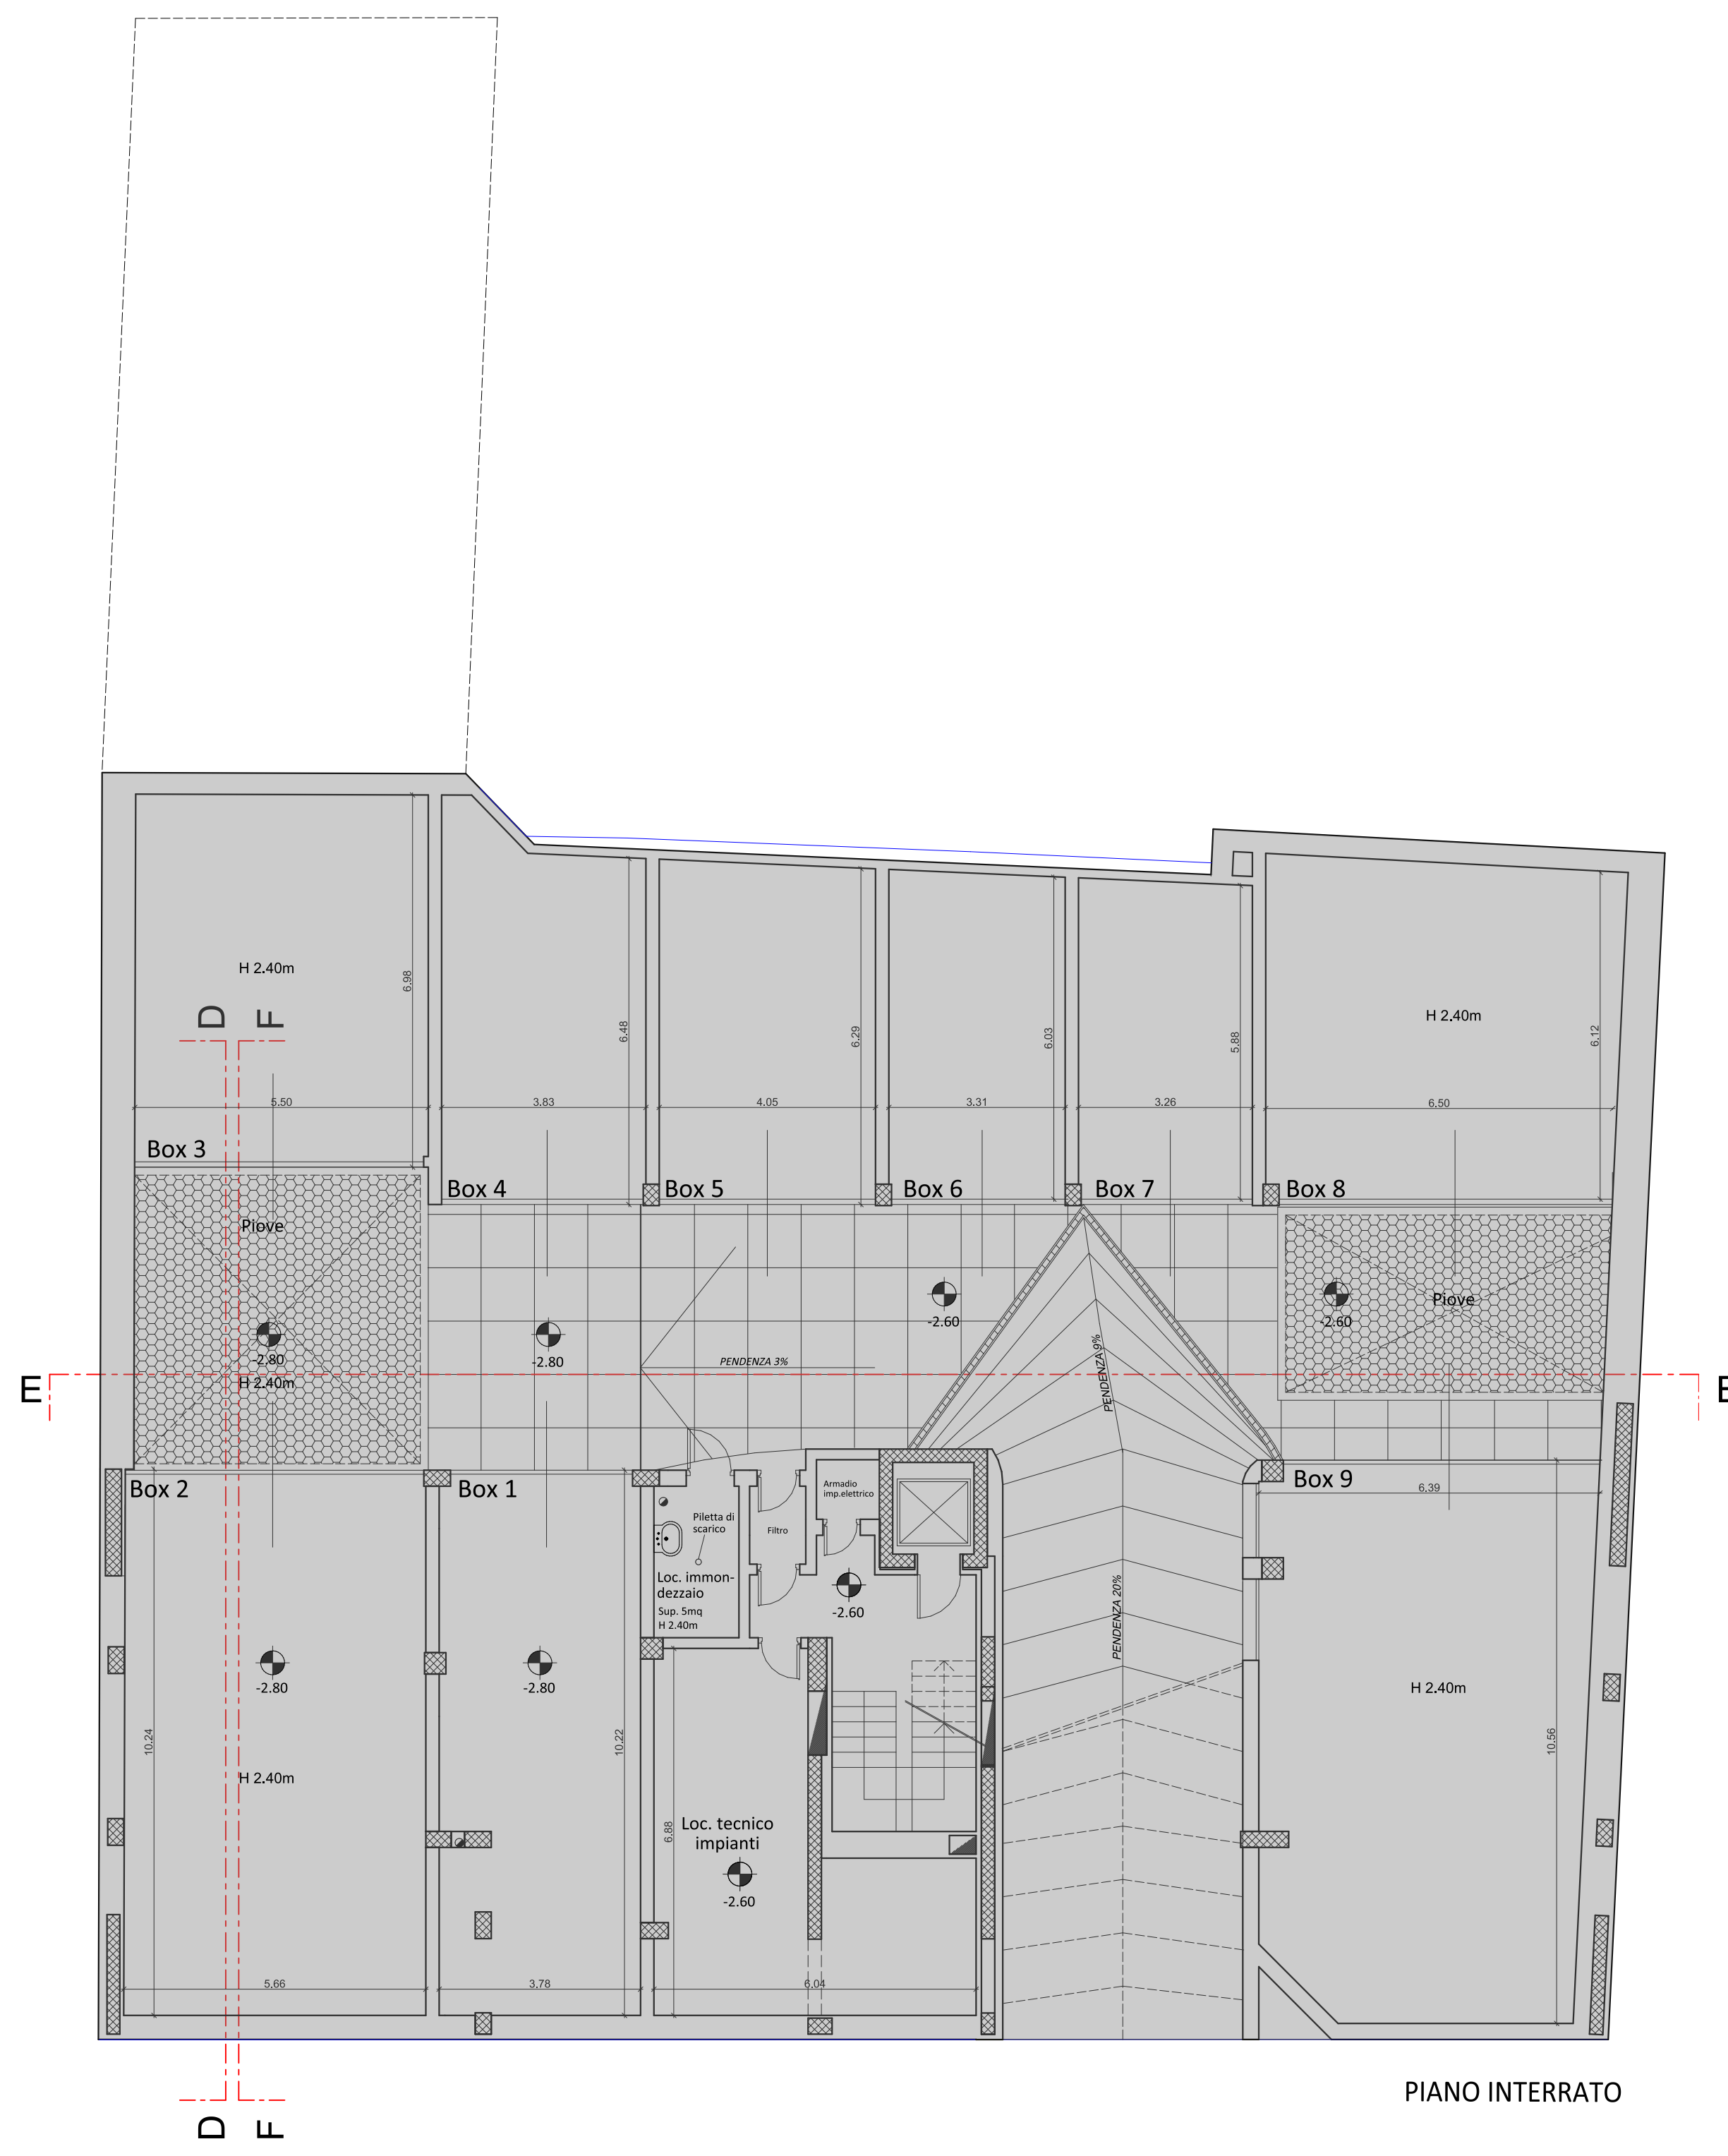 H 2.40m
D
F
6.98
6.48
6.29
6.03
5.88
6.12
H 2.40m
5.50
3.83
4.05
3.31
3.26
6.50
Box 3
Box 4
Box 5
Box 6
Box 7
Box 8
Piove
-2.80
H 2.40m
-2.80
PENDENZA 3%
-2.60
PENDENZA 9%
-2.60
Piove
E
E
Box 2
Box 1
Armadio
imp.elettrico
Piletta di
scarico
Filtro
Loc. immon-
dezzaio
Sup. 5mq
H 2.40m
-2.60
PENDENZA 20%
Box 9
6.39
-2.80
-2.80
H 2.40m
10.24
10.22
6.88
H 2.40m
10.56
Loc. tecnico
impianti
-2.60
5.66
3.78
6.04
D
F
PIANO INTERRATO